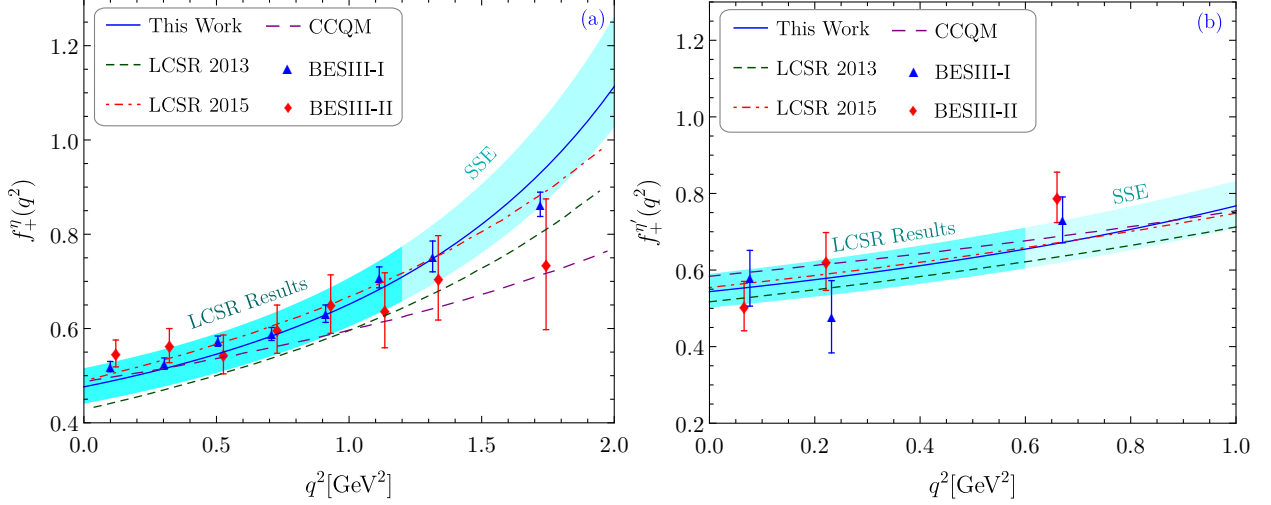 (a)
This Work
CCQM
LCSR 2013
BESIII-I
LCSR 2015
BESIII-II
SSE
LCSR Results
1.2
1.0
0.8
0.6
0.4
0.0
0.5
1.0
1.5
2.0
f₊^η(q²)
q²[GeV²]
(b)
This Work
CCQM
LCSR 2013
BESIII-I
LCSR 2015
BESIII-II
SSE
LCSR Results
1.2
1.0
0.8
0.6
0.4
0.2
0.0
0.2
0.4
0.6
0.8
1.0
f₊^η′(q²)
q²[GeV²]